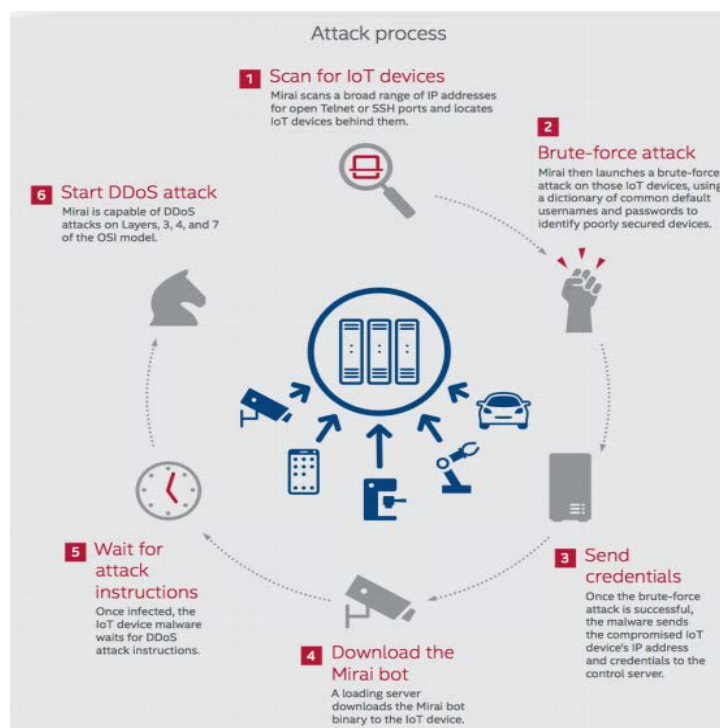 Attack process
1 Scan for IoT devices
Mirai scans a broad range of IP addresses
for open Telnet or SSH ports and locates
IoT devices behind them.
2
Brute-force attack
Mirai then launches a brute-force
attack on those IoT devices, using
a dictionary of common default
usernames and passwords to
identify poorly secured devices.
3 Send
credentials
Once the brute-force
attack is successful,
the malware sends
the compromised IoT
device's IP address
and credentials to the
control server.
4 Download the
Mirai bot
A loading server
downloads the Mirai bot
binary to the IoT device.
5 Wait for
attack
instructions
Once infected, the
IoT device malware
waits for DDoS
attack instructions.
6 Start DDoS attack
Mirai is capable of DDoS
attacks on Layers, 3, 4, and 7
of the OSI model.